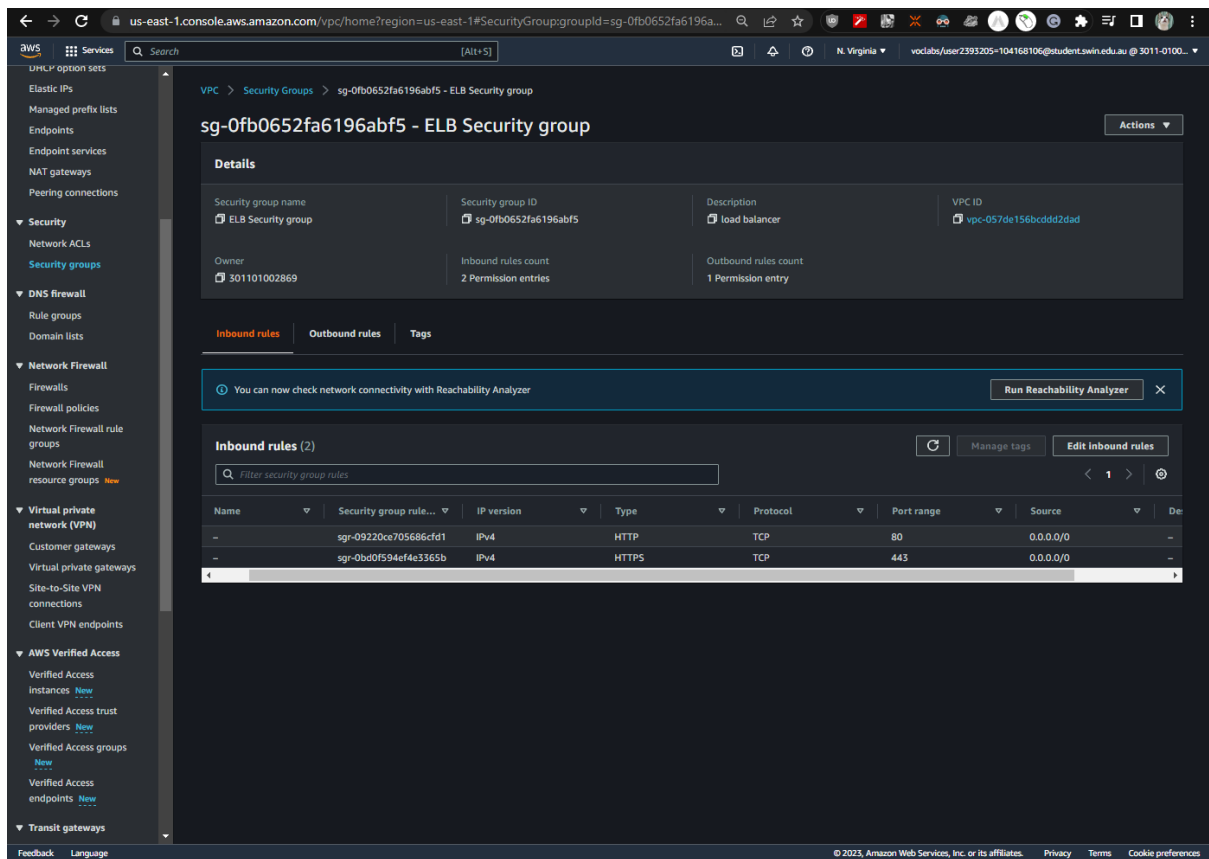 us-east-1.console.aws.amazon.com/vpc/home?region=us-east-1#SecurityGroup:groupId=sg-0fb0652fa6196a...
aws
Services
Search
[Alt+S]
N. Virginia
voclabs/user2393205=104168106@student.swin.edu.au @ 3011-0100...
DHCP option sets
Elastic IPs
Managed prefix lists
Endpoints
Endpoint services
NAT gateways
Peering connections
Security
Network ACLs
Security groups
DNS firewall
Rule groups
Domain lists
Network Firewall
Firewalls
Firewall policies
Network Firewall rule
groups
Network Firewall
resource groups New
Virtual private
network (VPN)
Customer gateways
Virtual private gateways
Site-to-Site VPN
connections
Client VPN endpoints
AWS Verified Access
Verified Access
instances New
Verified Access trust
providers New
Verified Access groups
New
Verified Access
endpoints New
Transit gateways
VPC > Security Groups > sg-0fb0652fa6196abf5 - ELB Security group
sg-0fb0652fa6196abf5 - ELB Security group
Actions
Details
Security group name
ELB Security group
Security group ID
sg-0fb0652fa6196abf5
Description
load balancer
VPC ID
vpc-057de156bcddd2dad
Owner
301101002869
Inbound rules count
2 Permission entries
Outbound rules count
1 Permission entry
Inbound rules
Outbound rules
Tags
You can now check network connectivity with Reachability Analyzer
Run Reachability Analyzer
Inbound rules (2)
Manage tags
Edit inbound rules
Filter security group rules
1
Name Security group rule... IP version Type Protocol Port range Source De
– sgr-09220ce705686cfd1 IPv4 HTTP TCP 80 0.0.0.0/0 –
– sgr-0bd0f594ef4e3365b IPv4 HTTPS TCP 443 0.0.0.0/0 –
Feedback Language
© 2023, Amazon Web Services, Inc. or its affiliates. Privacy Terms Cookie preferences